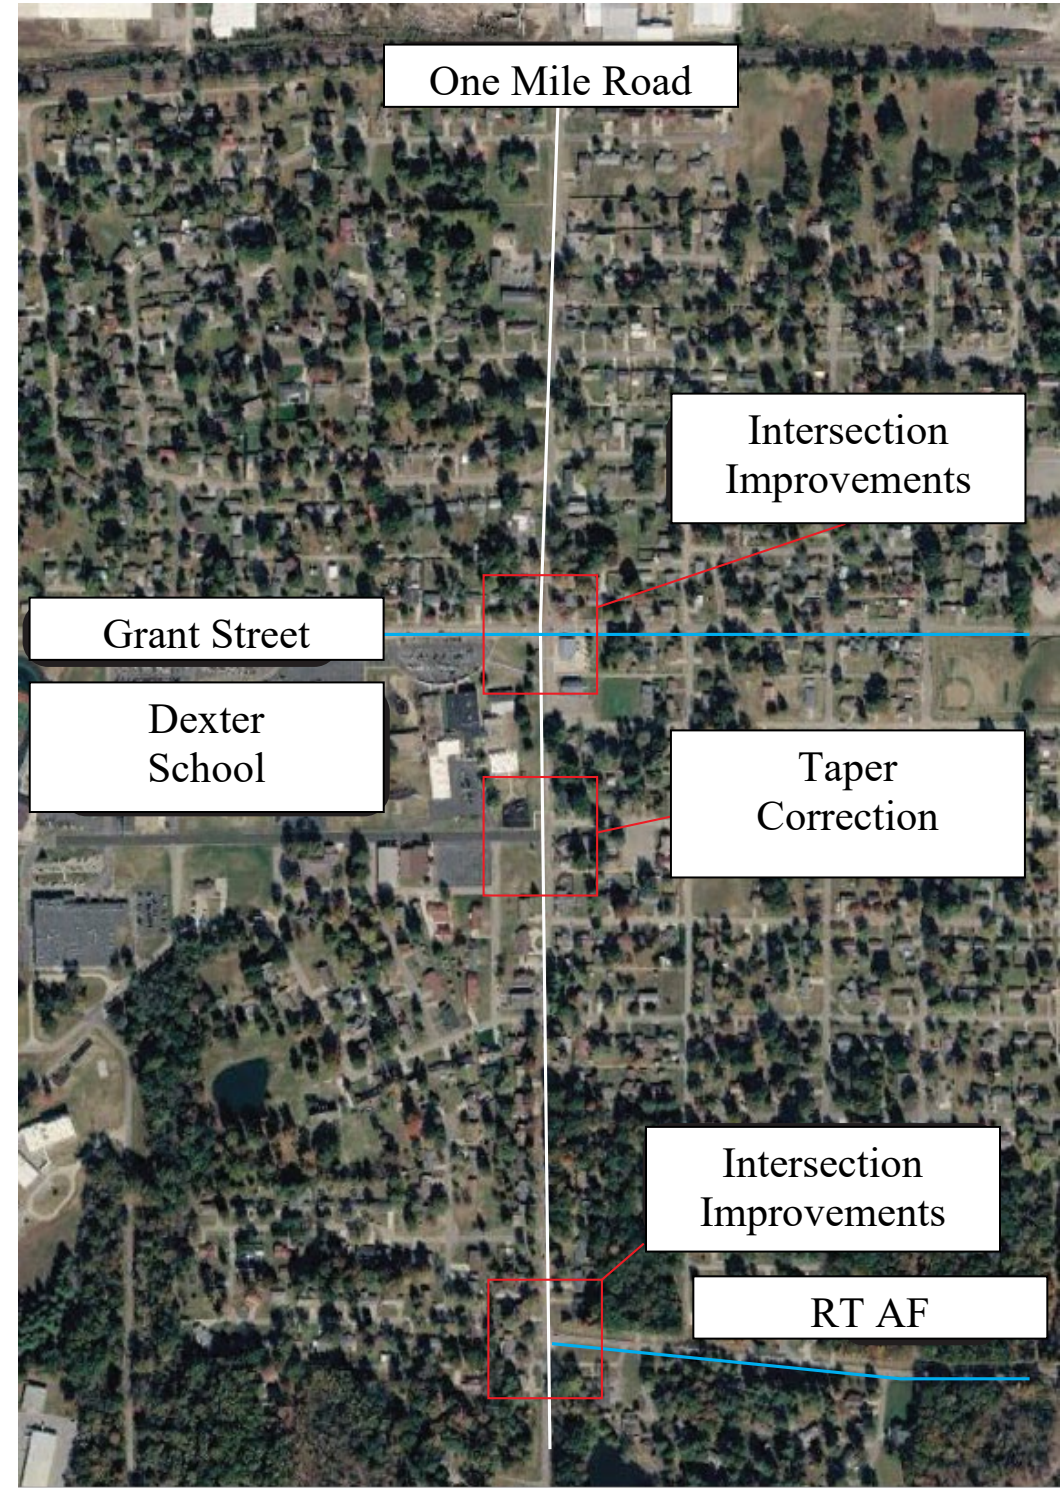 One Mile Road
Intersection
Improvements
Grant Street
Dexter
School
Taper
Correction
Intersection
Improvements
RT AF